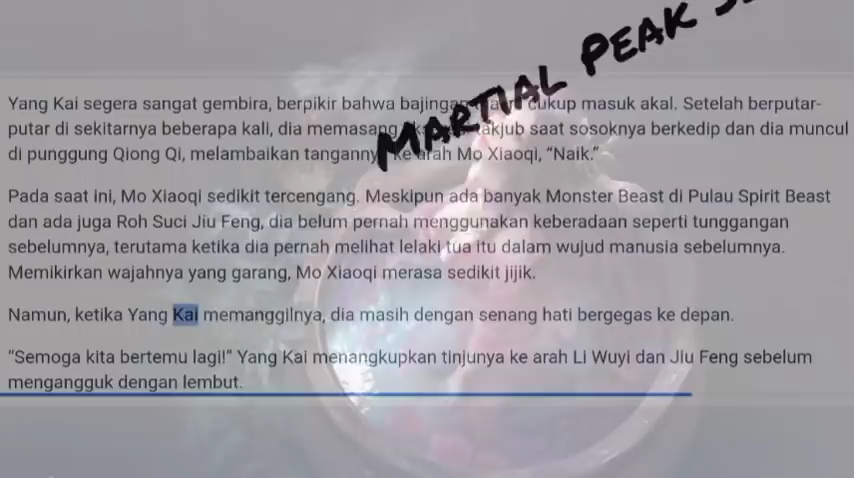 MARTIAL PEAK
Yang Kai segera sangat gembira, berpikir bahwa bajingan cukup masuk akal. Setelah berputar-
putar di sekitarnya beberapa kali, dia memasang takjub saat sosoknya berkedip dan dia muncul
di punggung Qiong Qi, melambaikan tangannya ke arah Mo Xiaoqi, “Naik.”
Pada saat ini, Mo Xiaoqi sedikit tercengang. Meskipun ada banyak Monster Beast di Pulau Spirit Beast
dan ada juga Roh Suci Jiu Feng, dia belum pernah menggunakan keberadaan seperti tunggangan
sebelumnya, terutama ketika dia pernah melihat lelaki tua itu dalam wujud manusia sebelumnya.
Memikirkan wajahnya yang garang, Mo Xiaoqi merasa sedikit jijik.
Namun, ketika Yang Kai memanggilnya, dia masih dengan senang hati bergegas ke depan.
“Semoga kita bertemu lagi!” Yang Kai menangkupkan tinjunya ke arah Li Wuyi dan Jiu Feng sebelum
mengangguk dengan lembut.